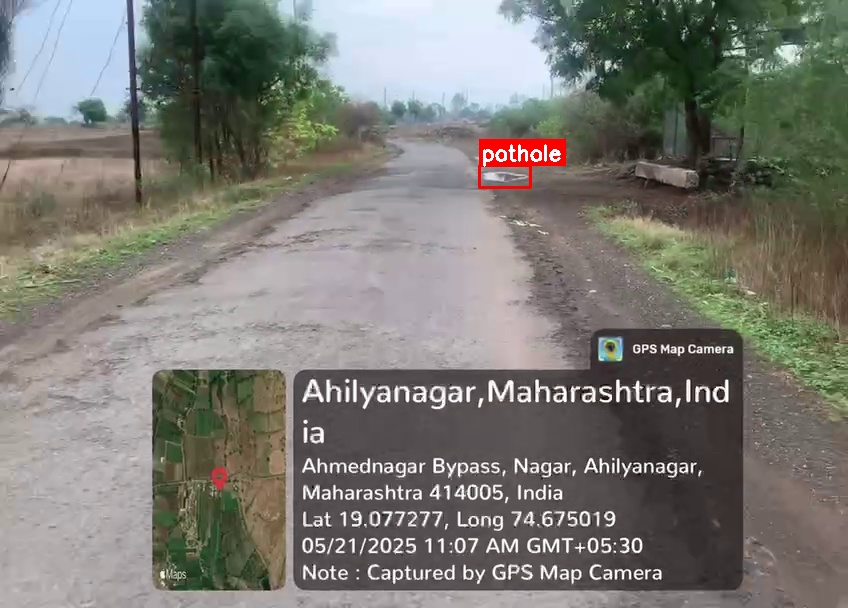 pothole
GPS Map Camera
Ahilyanagar,Maharashtra,Ind
ia
Ahmednagar Bypass, Nagar, Ahilyanagar,
Maharashtra 414005, India
Lat 19.077277, Long 74.675019
05/21/2025 11:07 AM GMT+05:30
Note : Captured by GPS Map Camera
Maps